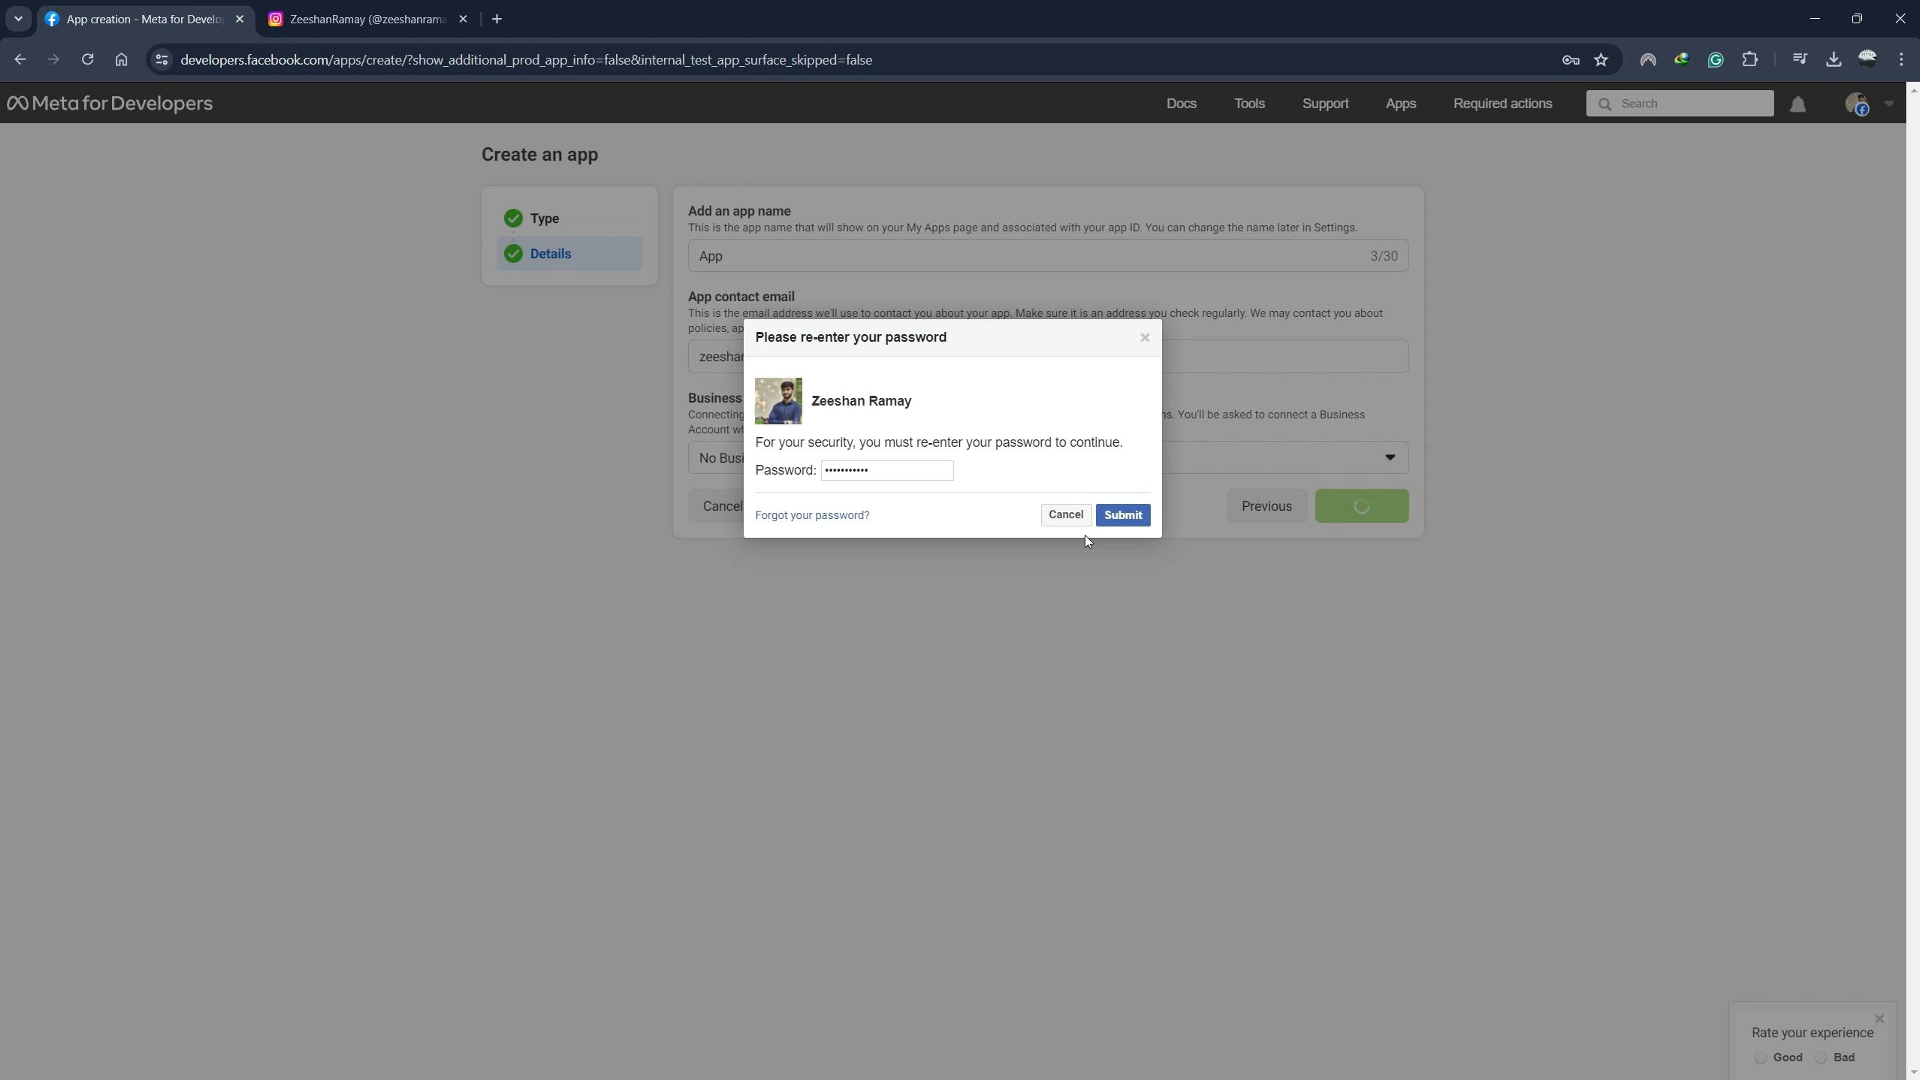 App creation - Meta for Develo
ZeeshanRamay (@zeeshanrama
developers.facebook.com/apps/create/?show_additional_prod_app_info=false&internal_test_app_surface_skipped=false
Meta for Developers
Docs
Tools
Support
Apps
Required actions
Search
Create an app
Type
Details
Add an app name
This is the app name that will show on your My Apps page and associated with your app ID. You can change the name later in Settings.
App
3/30
App contact email
This is the email address we'll use to contact you about your app. Make sure it is an address you check regularly. We may contact you about
policies, ap
zeeshan
Business
Connecting
ns. You'll be asked to connect a Business
Account wh
No Busi
Cancel
Previous
Please re-enter your password
Zeeshan Ramay
For your security, you must re-enter your password to continue.
Password: •••••••••••
Forgot your password?
Cancel
Submit
Rate your experience
Good
Bad